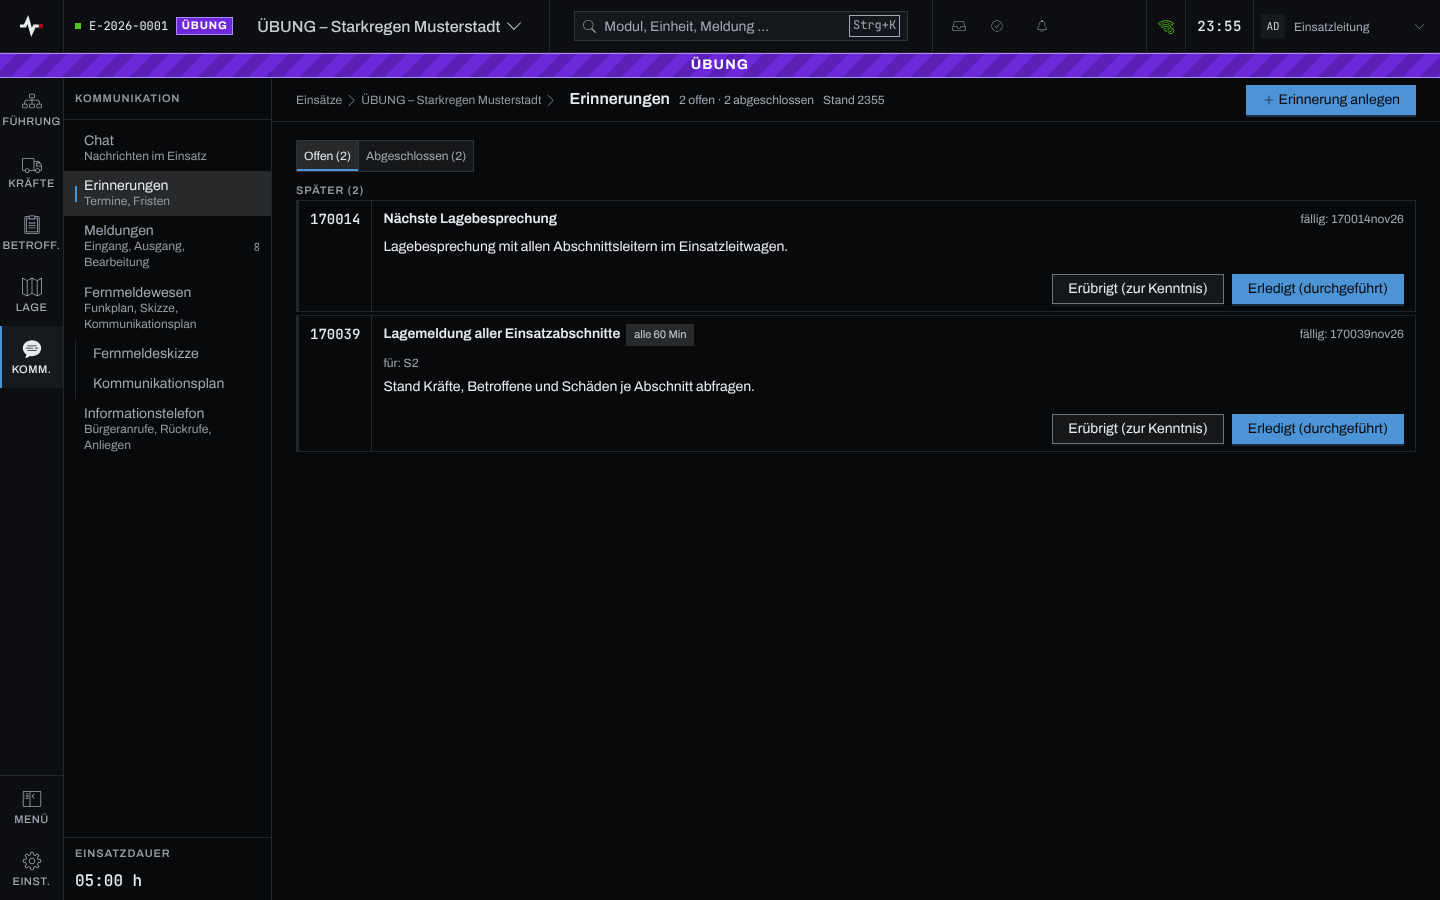 E-2026-0001 ÜBUNG ÜBUNG – Starkregen Musterstadt
Modul, Einheit, Meldung ... Strg+K
23:55
AD Einsatzleitung
ÜBUNG
FÜHRUNG
KRÄFTE
BETROFF.
LAGE
KOMM.
MENÜ
EINST.
KOMMUNIKATION
Chat
Nachrichten im Einsatz
Erinnerungen
Termine, Fristen
Meldungen
Eingang, Ausgang,
Bearbeitung
8
Fernmeldewesen
Funkplan, Skizze,
Kommunikationsplan
Fernmeldeskizze
Kommunikationsplan
Informationstelefon
Bürgeranrufe, Rückrufe,
Anliegen
EINSATZDAUER
05:00 h
Einsätze ÜBUNG – Starkregen Musterstadt Erinnerungen 2 offen · 2 abgeschlossen Stand 2355
+ Erinnerung anlegen
Offen (2) Abgeschlossen (2)
SPÄTER (2)
170014 Nächste Lagebesprechung fällig: 170014nov26
Lagebesprechung mit allen Abschnittsleitern im Einsatzleitwagen.
Erübrigt (zur Kenntnis) Erledigt (durchgeführt)
170039 Lagemeldung aller Einsatzabschnitte alle 60 Min fällig: 170039nov26
für: S2
Stand Kräfte, Betroffene und Schäden je Abschnitt abfragen.
Erübrigt (zur Kenntnis) Erledigt (durchgeführt)